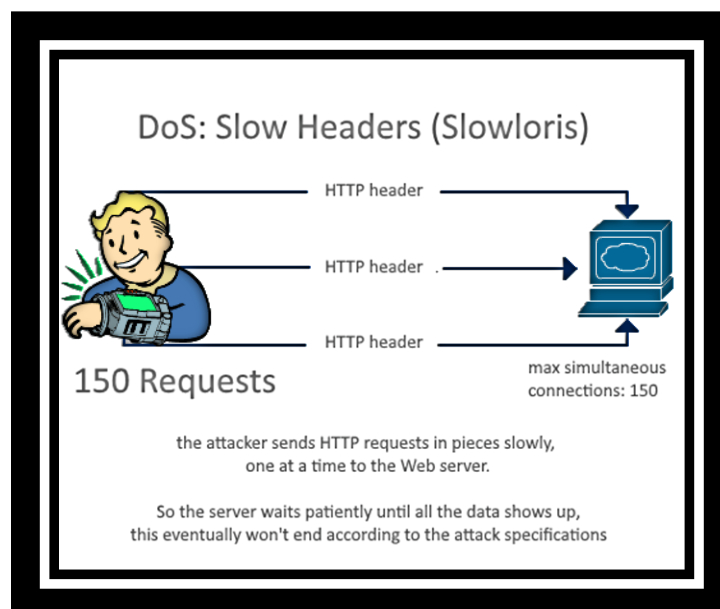 DoS: Slow Headers (Slowloris)
HTTP header
HTTP header .
HTTP header
150 Requests
max simultaneous
connections: 150
the attacker sends HTTP requests in pieces slowly,
one at a time to the Web server.
So the server waits patiently until all the data shows up,
this eventually won't end according to the attack specifications